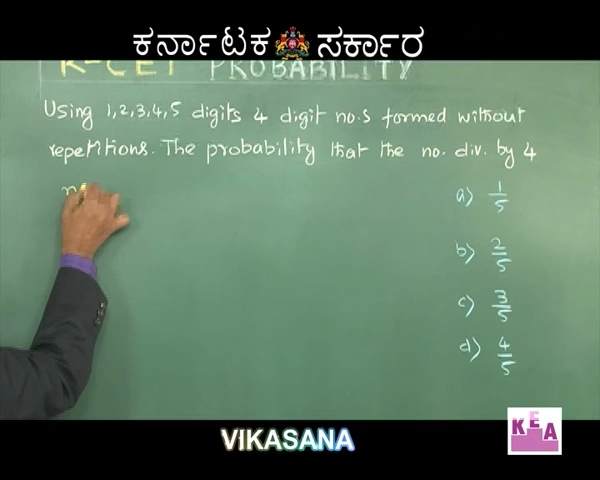 ಕರ್ನಾಟಕ ಸರ್ಕಾರ
K-CET PROBABILITY
Using 1,2,3,4,5 digits 4 digit no.s formed without
repetitions. The probability that the no. div. by 4
a) 1/5
b) 2/5
c) 3/5
d) 4/5
VIKASANA
KEA